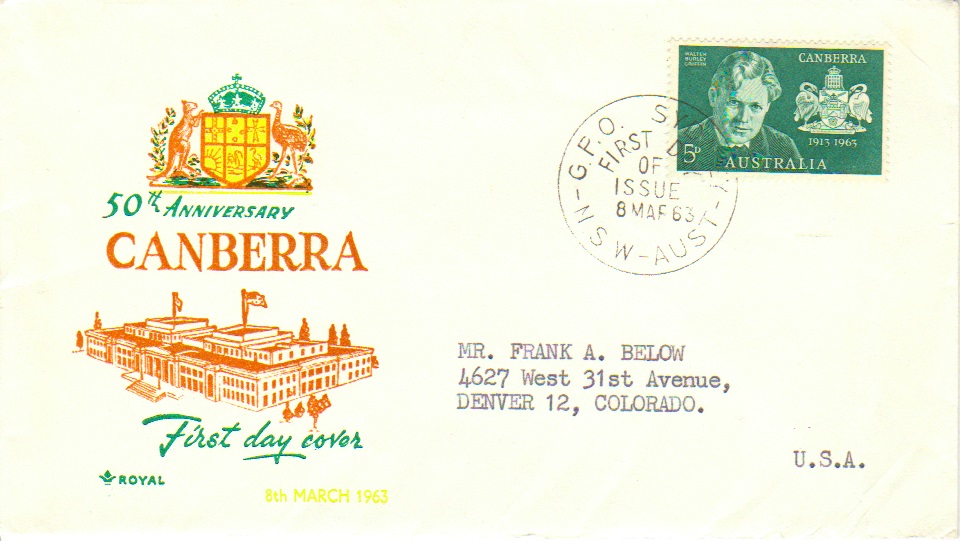 WALTER
BURLEY
GRIFFIN
CANBERRA
1913 1963
5D
AUSTRALIA
G.P.O.
NSW-AUST
FIRST
OF
ISSUE
8 MAR 63
50th ANNIVERSARY
CANBERRA
First day cover
ROYAL
8th MARCH 1963
MR. FRANK A. BELOW
4627 West 31st Avenue,
DENVER 12, COLORADO.
U.S.A.